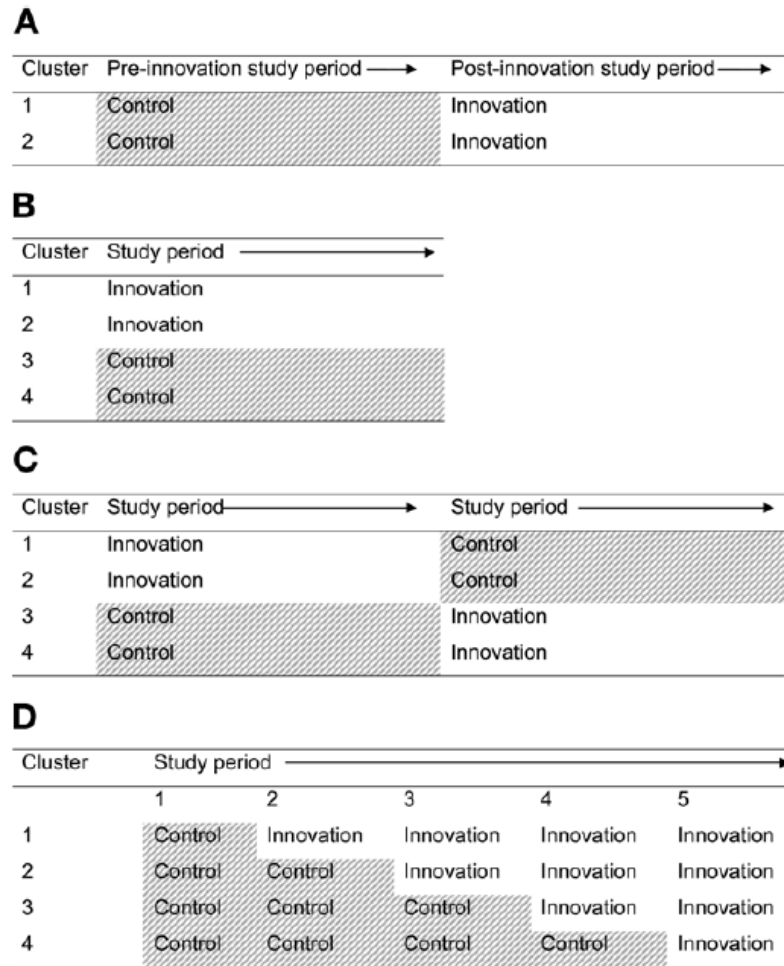 A
Cluster Pre-innovation study period Post-innovation study period
1 Control Innovation
2 Control Innovation
B
Cluster Study period
1 Innovation
2 Innovation
3 Control
4 Control
C
Cluster Study period Study period
1 Innovation Control
2 Innovation Control
3 Control Innovation
4 Control Innovation
D
Cluster Study period
1 2 3 4 5
1 Control Innovation Innovation Innovation Innovation
2 Control Control Innovation Innovation Innovation
3 Control Control Control Innovation Innovation
4 Control Control Control Control Innovation